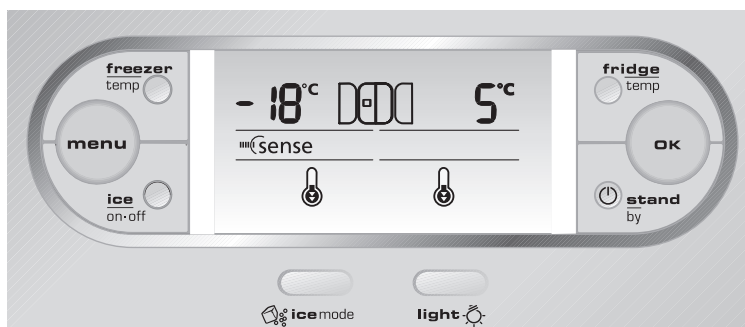 freezer
temp
menu
ice
on·off
-18°C
5°C
sense
fridge
temp
OK
stand
by
ice mode
light